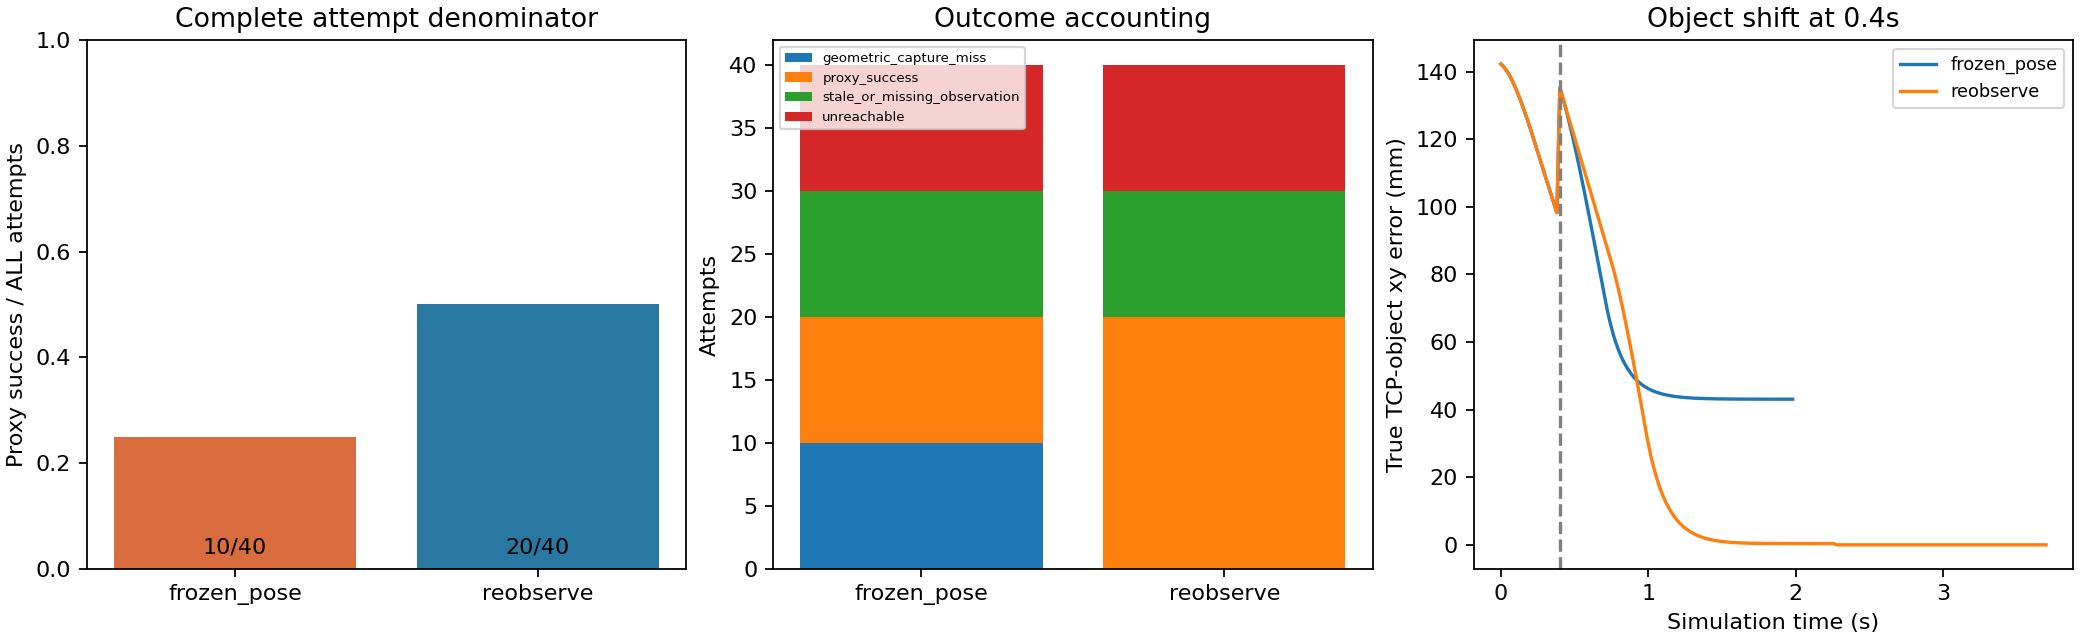 Complete attempt denominator
Proxy success / ALL attempts
1.0
0.8
0.6
0.4
0.2
0.0
10/40
20/40
frozen_pose
reobserve
Outcome accounting
Attempts
40
35
30
25
20
15
10
5
0
geometric_capture_miss
proxy_success
stale_or_missing_observation
unreachable
frozen_pose
reobserve
Object shift at 0.4s
True TCP-object xy error (mm)
140
120
100
80
60
40
20
0
frozen_pose
reobserve
0
1
2
3
Simulation time (s)